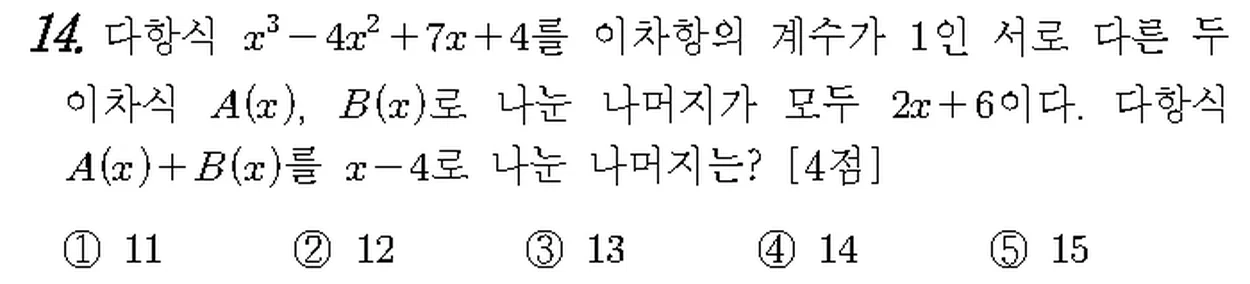 14. 다항식 x³−4x²+7x+4를 이차항의 계수가 1인 서로 다른 두
이차식 A(x), B(x)로 나눈 나머지가 모두 2x+6이다. 다항식
A(x)+B(x)를 x−4로 나눈 나머지는? [4점]
① 11 ② 12 ③ 13 ④ 14 ⑤ 15